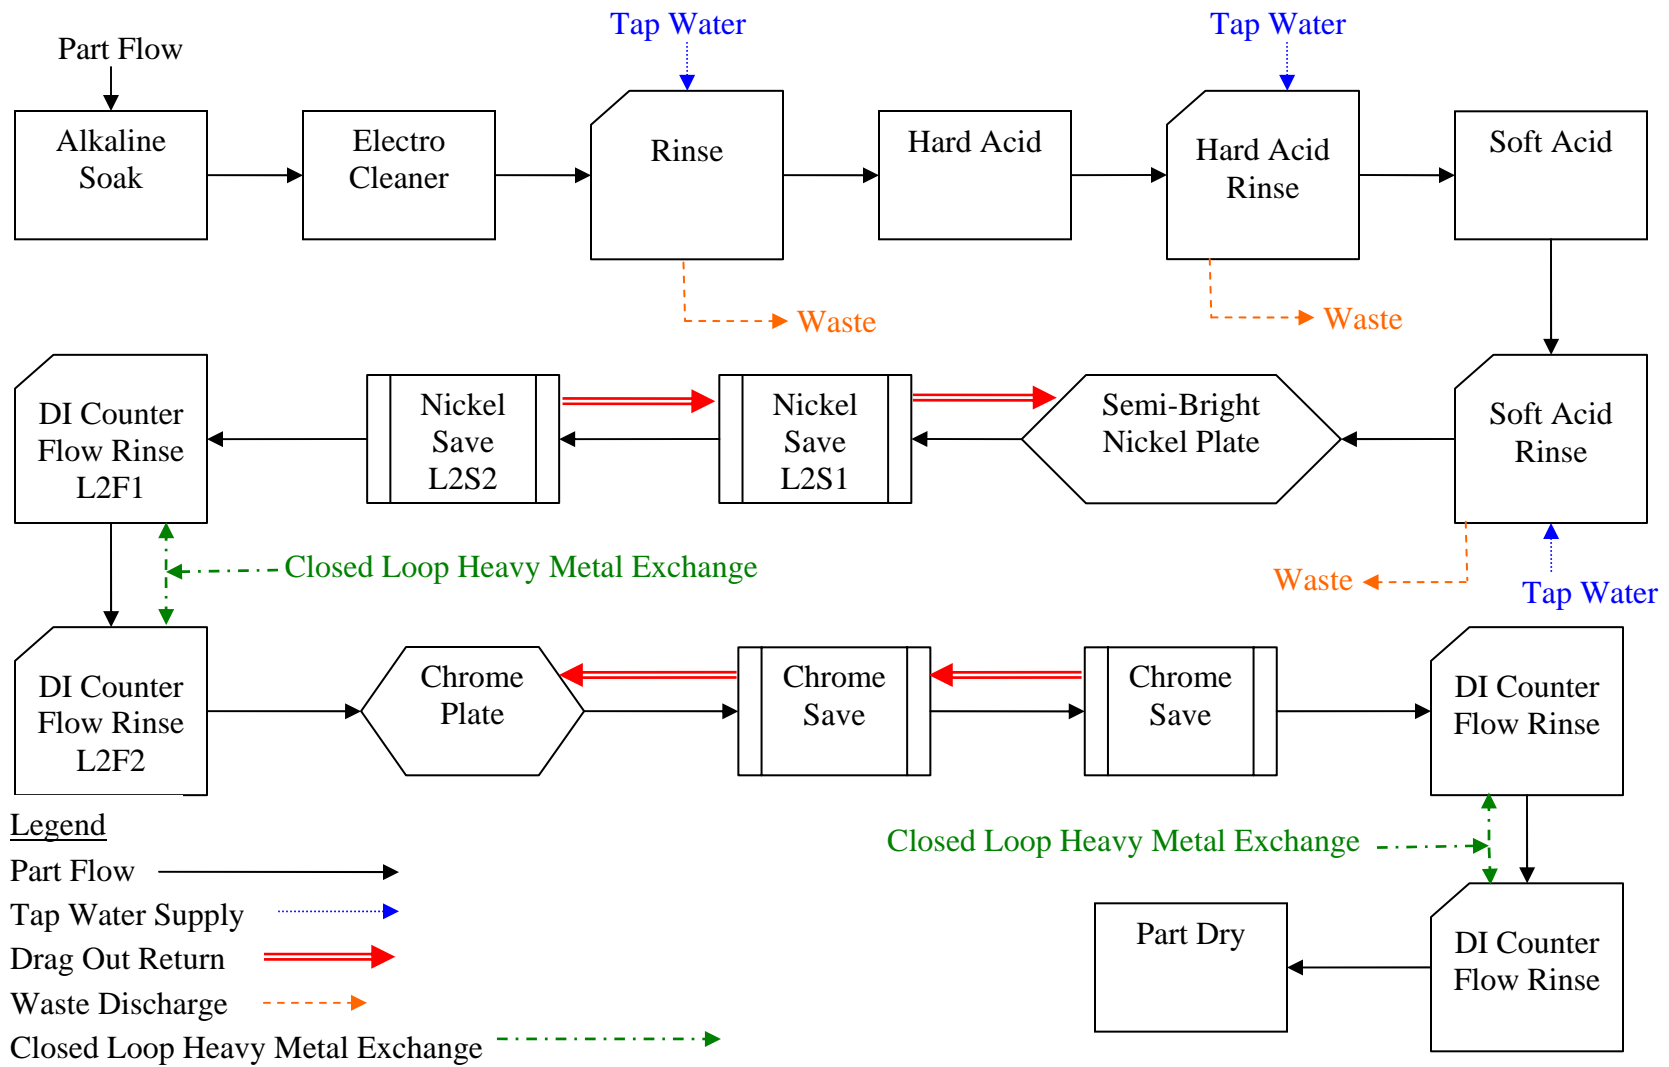 Tap Water
Tap Water
Part Flow
Alkaline
Soak
Electro
Cleaner
Rinse
Hard Acid
Hard Acid
Rinse
Soft Acid
Waste
Waste
DI Counter
Flow Rinse
L2F1
Nickel
Save
L2S2
Nickel
Save
L2S1
Semi-Bright
Nickel Plate
Soft Acid
Rinse
Closed Loop Heavy Metal Exchange
Waste
Tap Water
DI Counter
Flow Rinse
L2F2
Chrome
Plate
Chrome
Save
Chrome
Save
DI Counter
Flow Rinse
Closed Loop Heavy Metal Exchange
Part Dry
DI Counter
Flow Rinse
Legend
Part Flow
Tap Water Supply
Drag Out Return
Waste Discharge
Closed Loop Heavy Metal Exchange